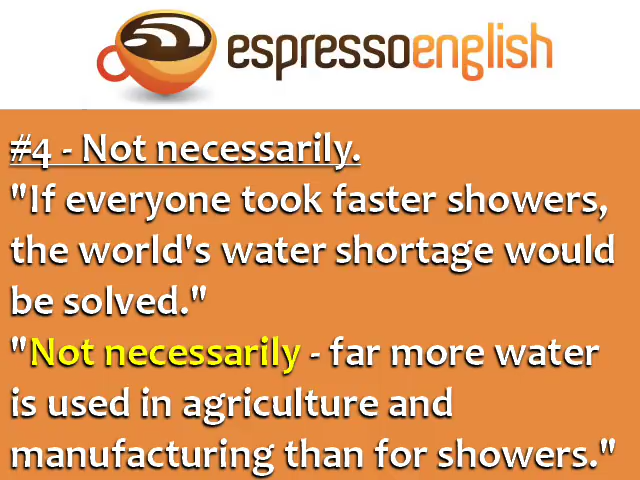 espressoenglish
#4 - Not necessarily.
"If everyone took faster showers,
the world's water shortage would
be solved."
"Not necessarily - far more water
is used in agriculture and
manufacturing than for showers."